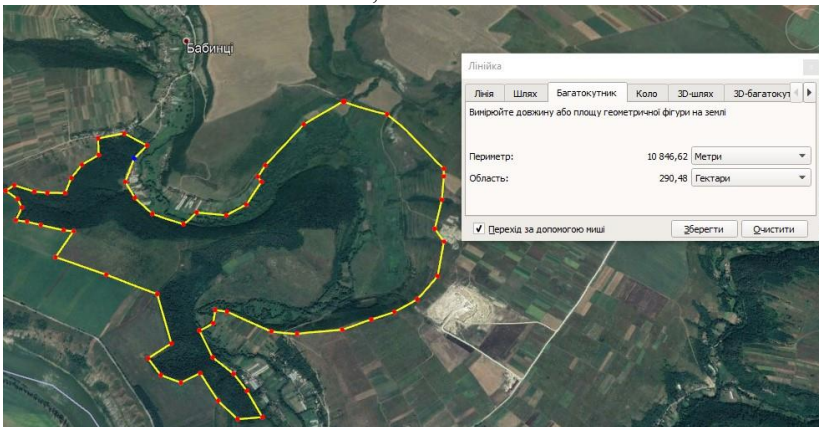 Бабинці
Лінійка
Лінія Шлях Багатокутник Коло 3D-шлях 3D-багатокут
Виміряйте довжину або площу геометричної фігури на землі
Периметр: 10 846,62 Метри
Область: 290,48 Гектари
Перехід за допомогою миші Зберегти Очистити